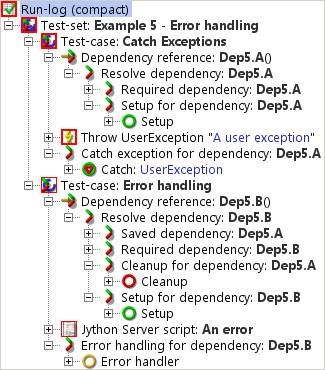 Run-log (compact)
Test-set: Example 5 - Error handling
Test-case: Catch Exceptions
Dependency reference: Dep5.A()
Resolve dependency: Dep5.A
Required dependency: Dep5.A
Setup for dependency: Dep5.A
Setup
Throw UserException "A user exception"
Catch exception for dependency: Dep5.A
Catch: UserException
Test-case: Error handling
Dependency reference: Dep5.B()
Resolve dependency: Dep5.B
Saved dependency: Dep5.A
Required dependency: Dep5.B
Cleanup for dependency: Dep5.A
Cleanup
Setup for dependency: Dep5.B
Setup
Jython Server script: An error
Error handling for dependency: Dep5.B
Error handler